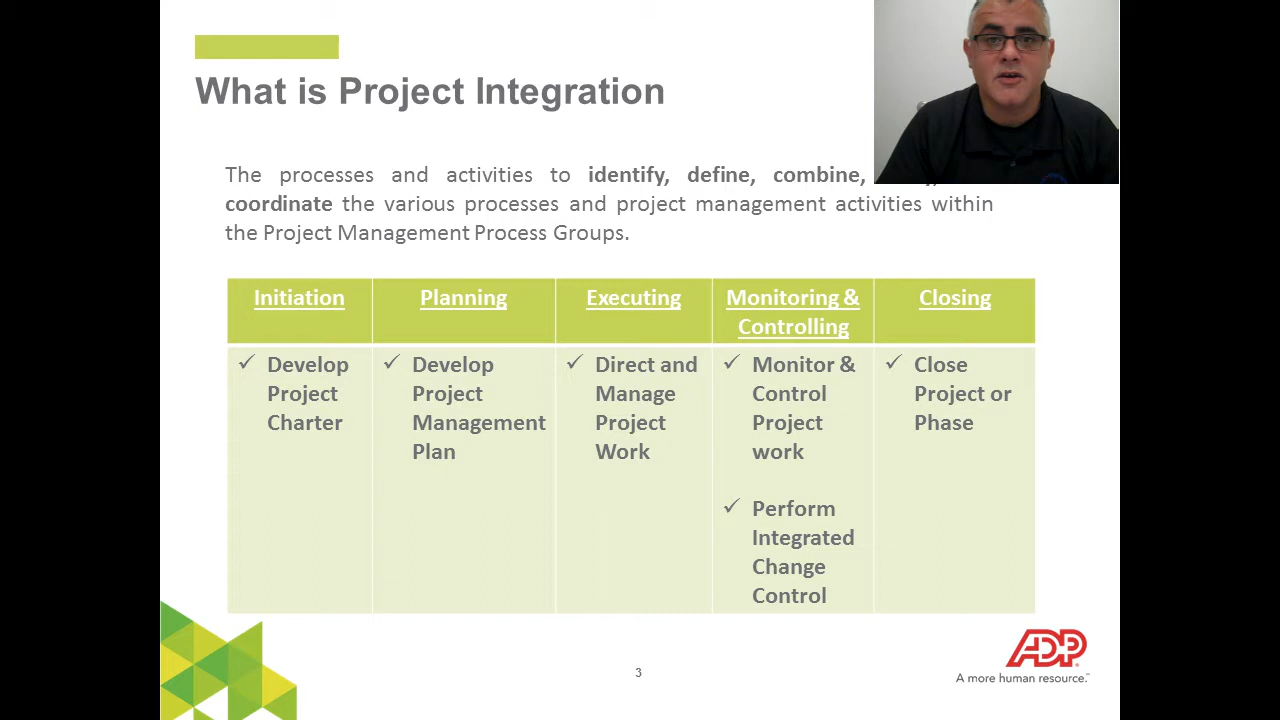 What is Project Integration
The processes and activities to identify, define, combine,
coordinate the various processes and project management activities within
the Project Management Process Groups.
Initiation
Planning
Executing
Monitoring &
Controlling
Closing
Develop
Project
Charter
Develop
Project
Management
Plan
Direct and
Manage
Project
Work
Monitor &
Control
Project
work
Perform
Integrated
Change
Control
Close
Project or
Phase
3
ADP
A more human resource.™